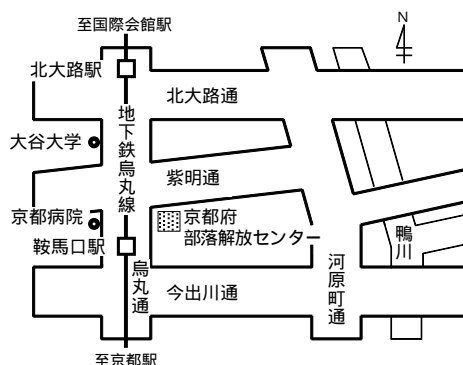 至国際会館駅
N
北大路駅
北大路通
地下鉄烏丸線
大谷大学
紫明通
京都病院
京都府
部落解放センター
鞍馬口駅
鴨川
烏丸通
今出川通
河原町通
至京都駅